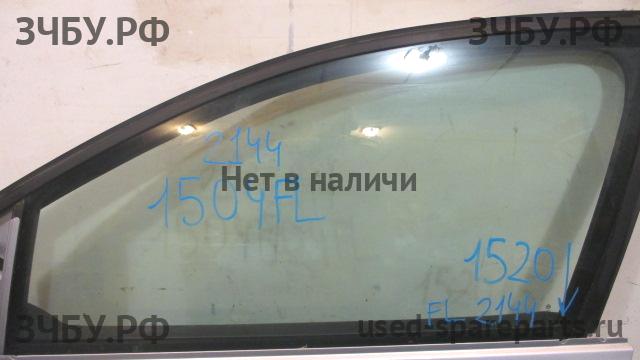 ЗЧБУ.РФ
ЗЧБУ.РФ
2144
Нет в наличи
1504FL
1520
FL 2144
ЗЧБУ.РФ
used-spareparts.ru